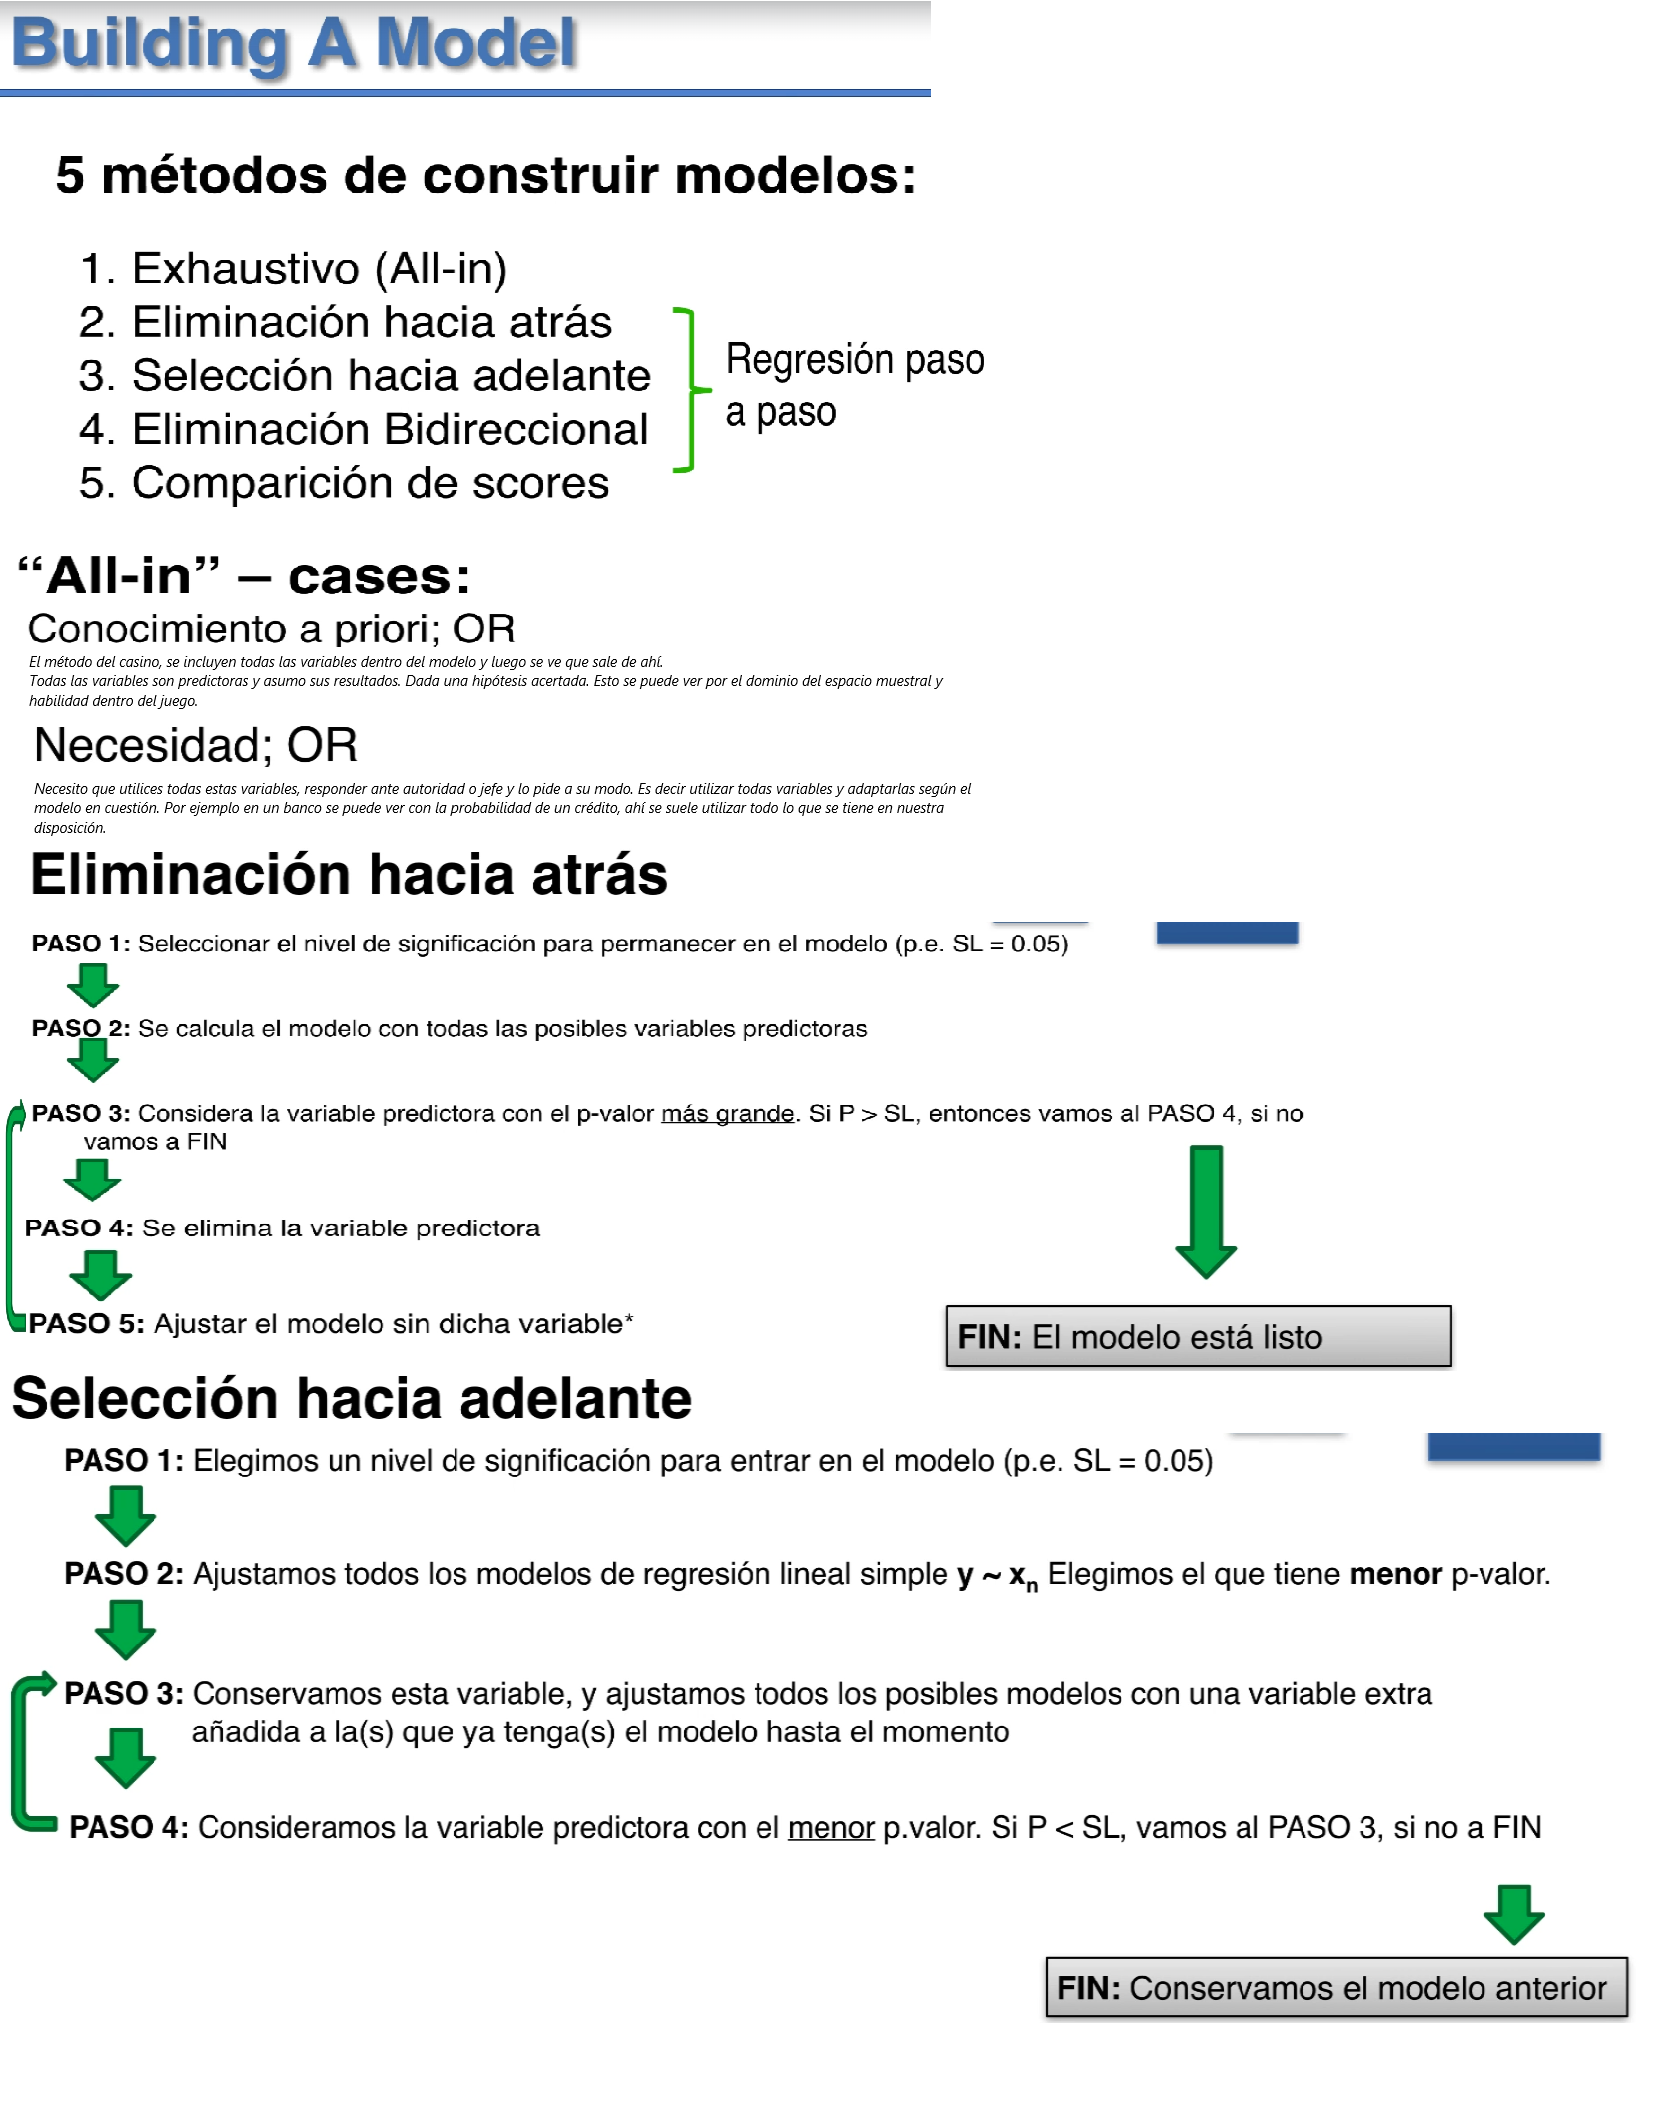 Building A Model
5 métodos de construir modelos:
1. Exhaustivo (All-in)
2. Eliminación hacia atrás
3. Selección hacia adelante
4. Eliminación Bidireccional
5. Comparición de scores
Regresión paso
a paso
“All-in” – cases:
Conocimiento a priori; OR
El método del casino, se incluyen todas las variables dentro del modelo y luego se ve que sale de ahí.
Todas las variables son predictoras y asumo sus resultados. Dada una hipótesis acertada. Esto se puede ver por el dominio del espacio muestral y
habilidad dentro del juego.
Necesidad; OR
Necesito que utilices todas estas variables, responder ante autoridad o jefe y lo pide a su modo. Es decir utilizar todas variables y adaptarlas según el
modelo en cuestión. Por ejemplo en un banco se puede ver con la probabilidad de un crédito, ahí se suele utilizar todo lo que se tiene en nuestra
disposición.
Eliminación hacia atrás
PASO 1: Seleccionar el nivel de significación para permanecer en el modelo (p.e. SL = 0.05)
PASO 2: Se calcula el modelo con todas las posibles variables predictoras
PASO 3: Considera la variable predictora con el p-valor más grande. Si P > SL, entonces vamos al PASO 4, si no
vamos a FIN
PASO 4: Se elimina la variable predictora
PASO 5: Ajustar el modelo sin dicha variable*
FIN: El modelo está listo
Selección hacia adelante
PASO 1: Elegimos un nivel de significación para entrar en el modelo (p.e. SL = 0.05)
PASO 2: Ajustamos todos los modelos de regresión lineal simple y ~ xn Elegimos el que tiene menor p-valor.
PASO 3: Conservamos esta variable, y ajustamos todos los posibles modelos con una variable extra
añadida a la(s) que ya tenga(s) el modelo hasta el momento
PASO 4: Consideramos la variable predictora con el menor p.valor. Si P < SL, vamos al PASO 3, si no a FIN
FIN: Conservamos el modelo anterior